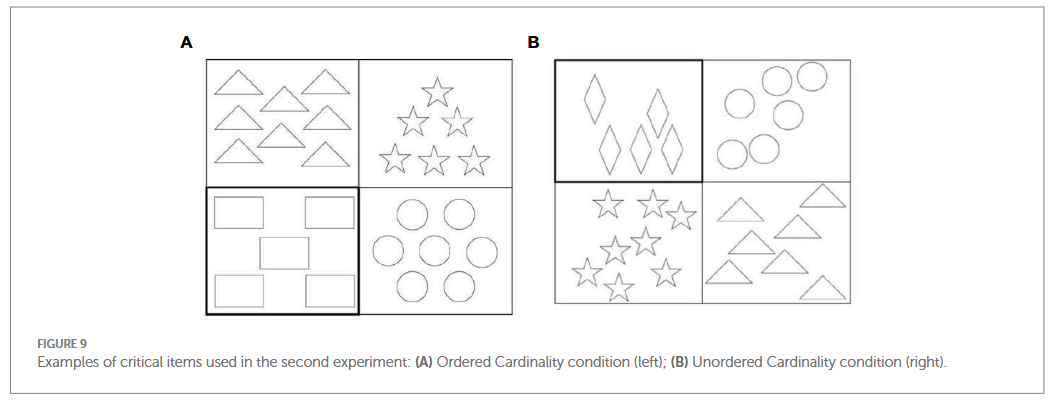 A
B
FIGURE 9
Examples of critical items used in the second experiment: (A) Ordered Cardinality condition (left); (B) Unordered Cardinality condition (right).